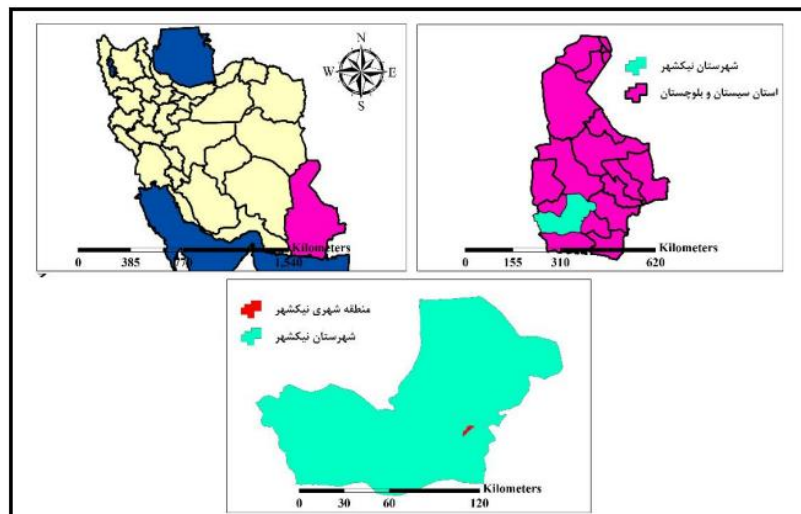 N
W E
S
Kilometers
0 385 770 1,540
شهرستان نیکشهر
استان سیستان و بلوچستان
Kilometers
0 155 310 620
منطقه شهری نیکشهر
شهرستان نیکشهر
Kilometers
0 30 60 120